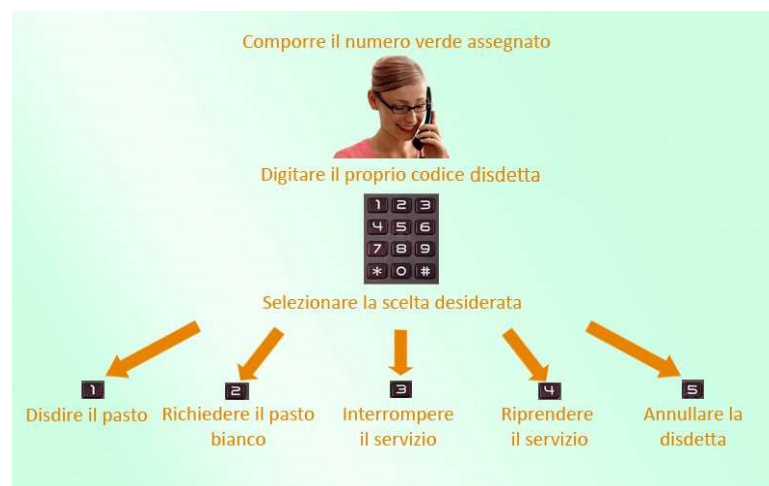 Comporre il numero verde assegnato
Digitare il proprio codice disdetta
1 2 3
4 5 6
7 8 9
* 0 #
Selezionare la scelta desiderata
1 2 3 4 5
Disdire il pasto Richiedere il pasto Interrompere Riprendere Annullare la
bianco il servizio il servizio disdetta